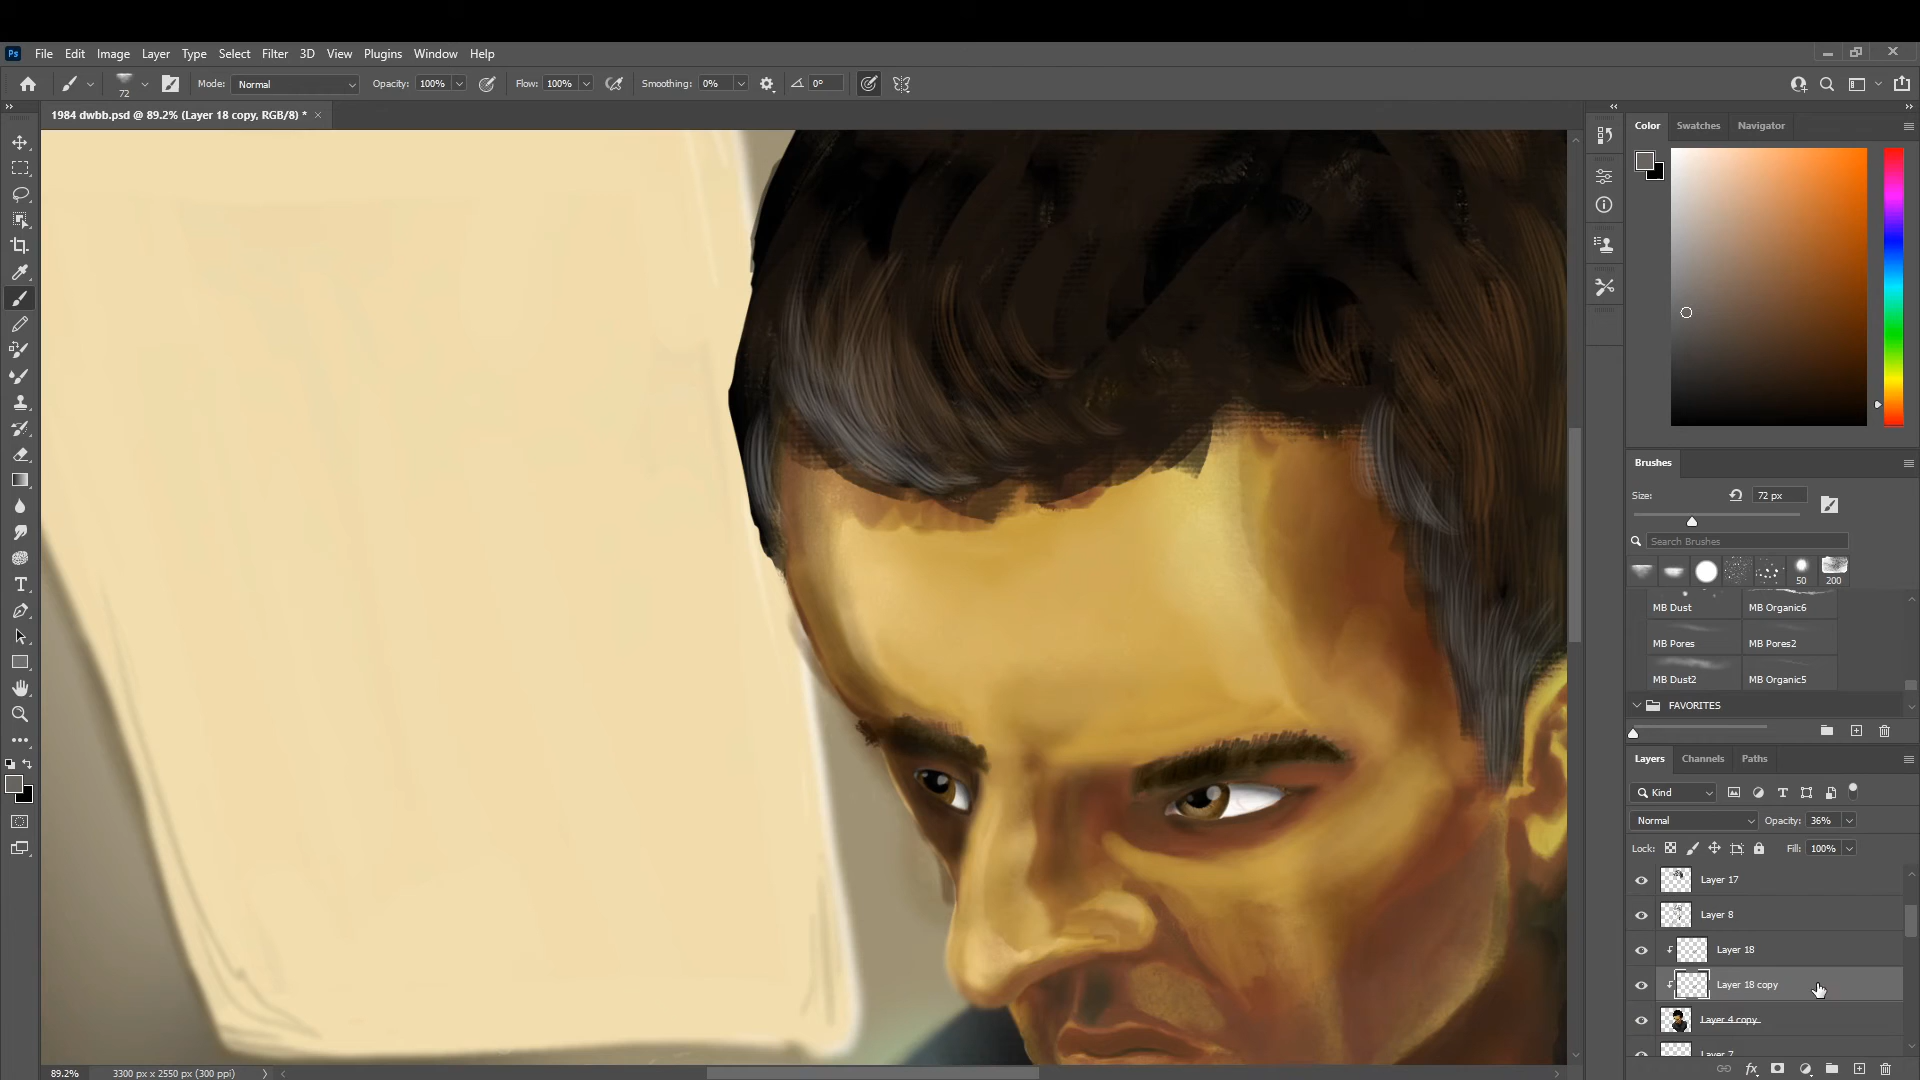 Ps File Edit Image Layer Type Select Filter 3D View Plugins Window Help
72 Mode: Normal Opacity: 100% Flow: 100% Smoothing: 0% 0°
1984 dwbb.psd @ 89.2% (Layer 18 copy, RGB/8) * ×
Color Swatches Navigator
Brushes
Size: 72 px
Search Brushes
50 200
MB Dust MB Organic6
MB Pores MB Pores2
MB Dust2 MB Organic5
FAVORITES
Layers Channels Paths
Kind
Normal Opacity: 36%
Lock: Fill: 100%
Layer 17
Layer 8
Layer 18
Layer 18 copy
Layer 4 copy
Layer 7
89.2% 3300 px x 2550 px (300 ppi)